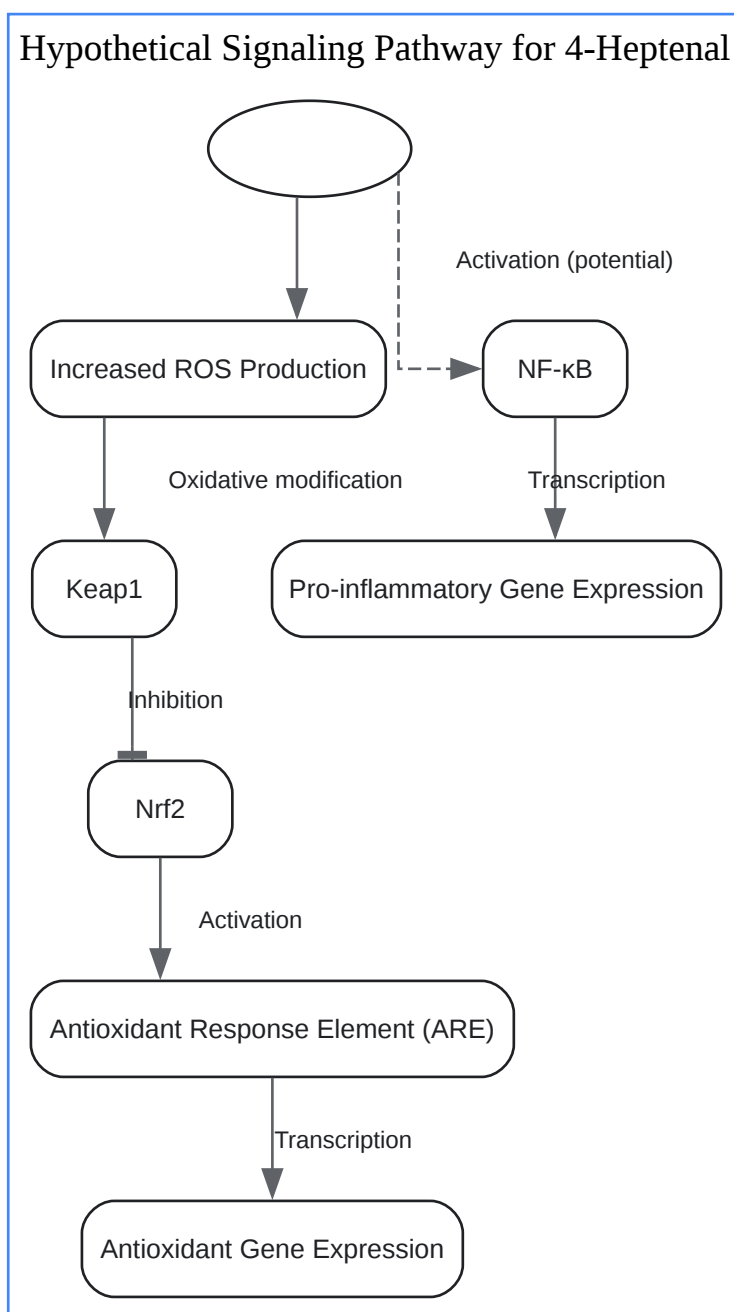 Hypothetical Signaling Pathway for 4-Heptenal
Activation (potential)
Increased ROS Production
NF-κB
Oxidative modification
Transcription
Keap1
Pro-inflammatory Gene Expression
Inhibition
Nrf2
Activation
Antioxidant Response Element (ARE)
Transcription
Antioxidant Gene Expression